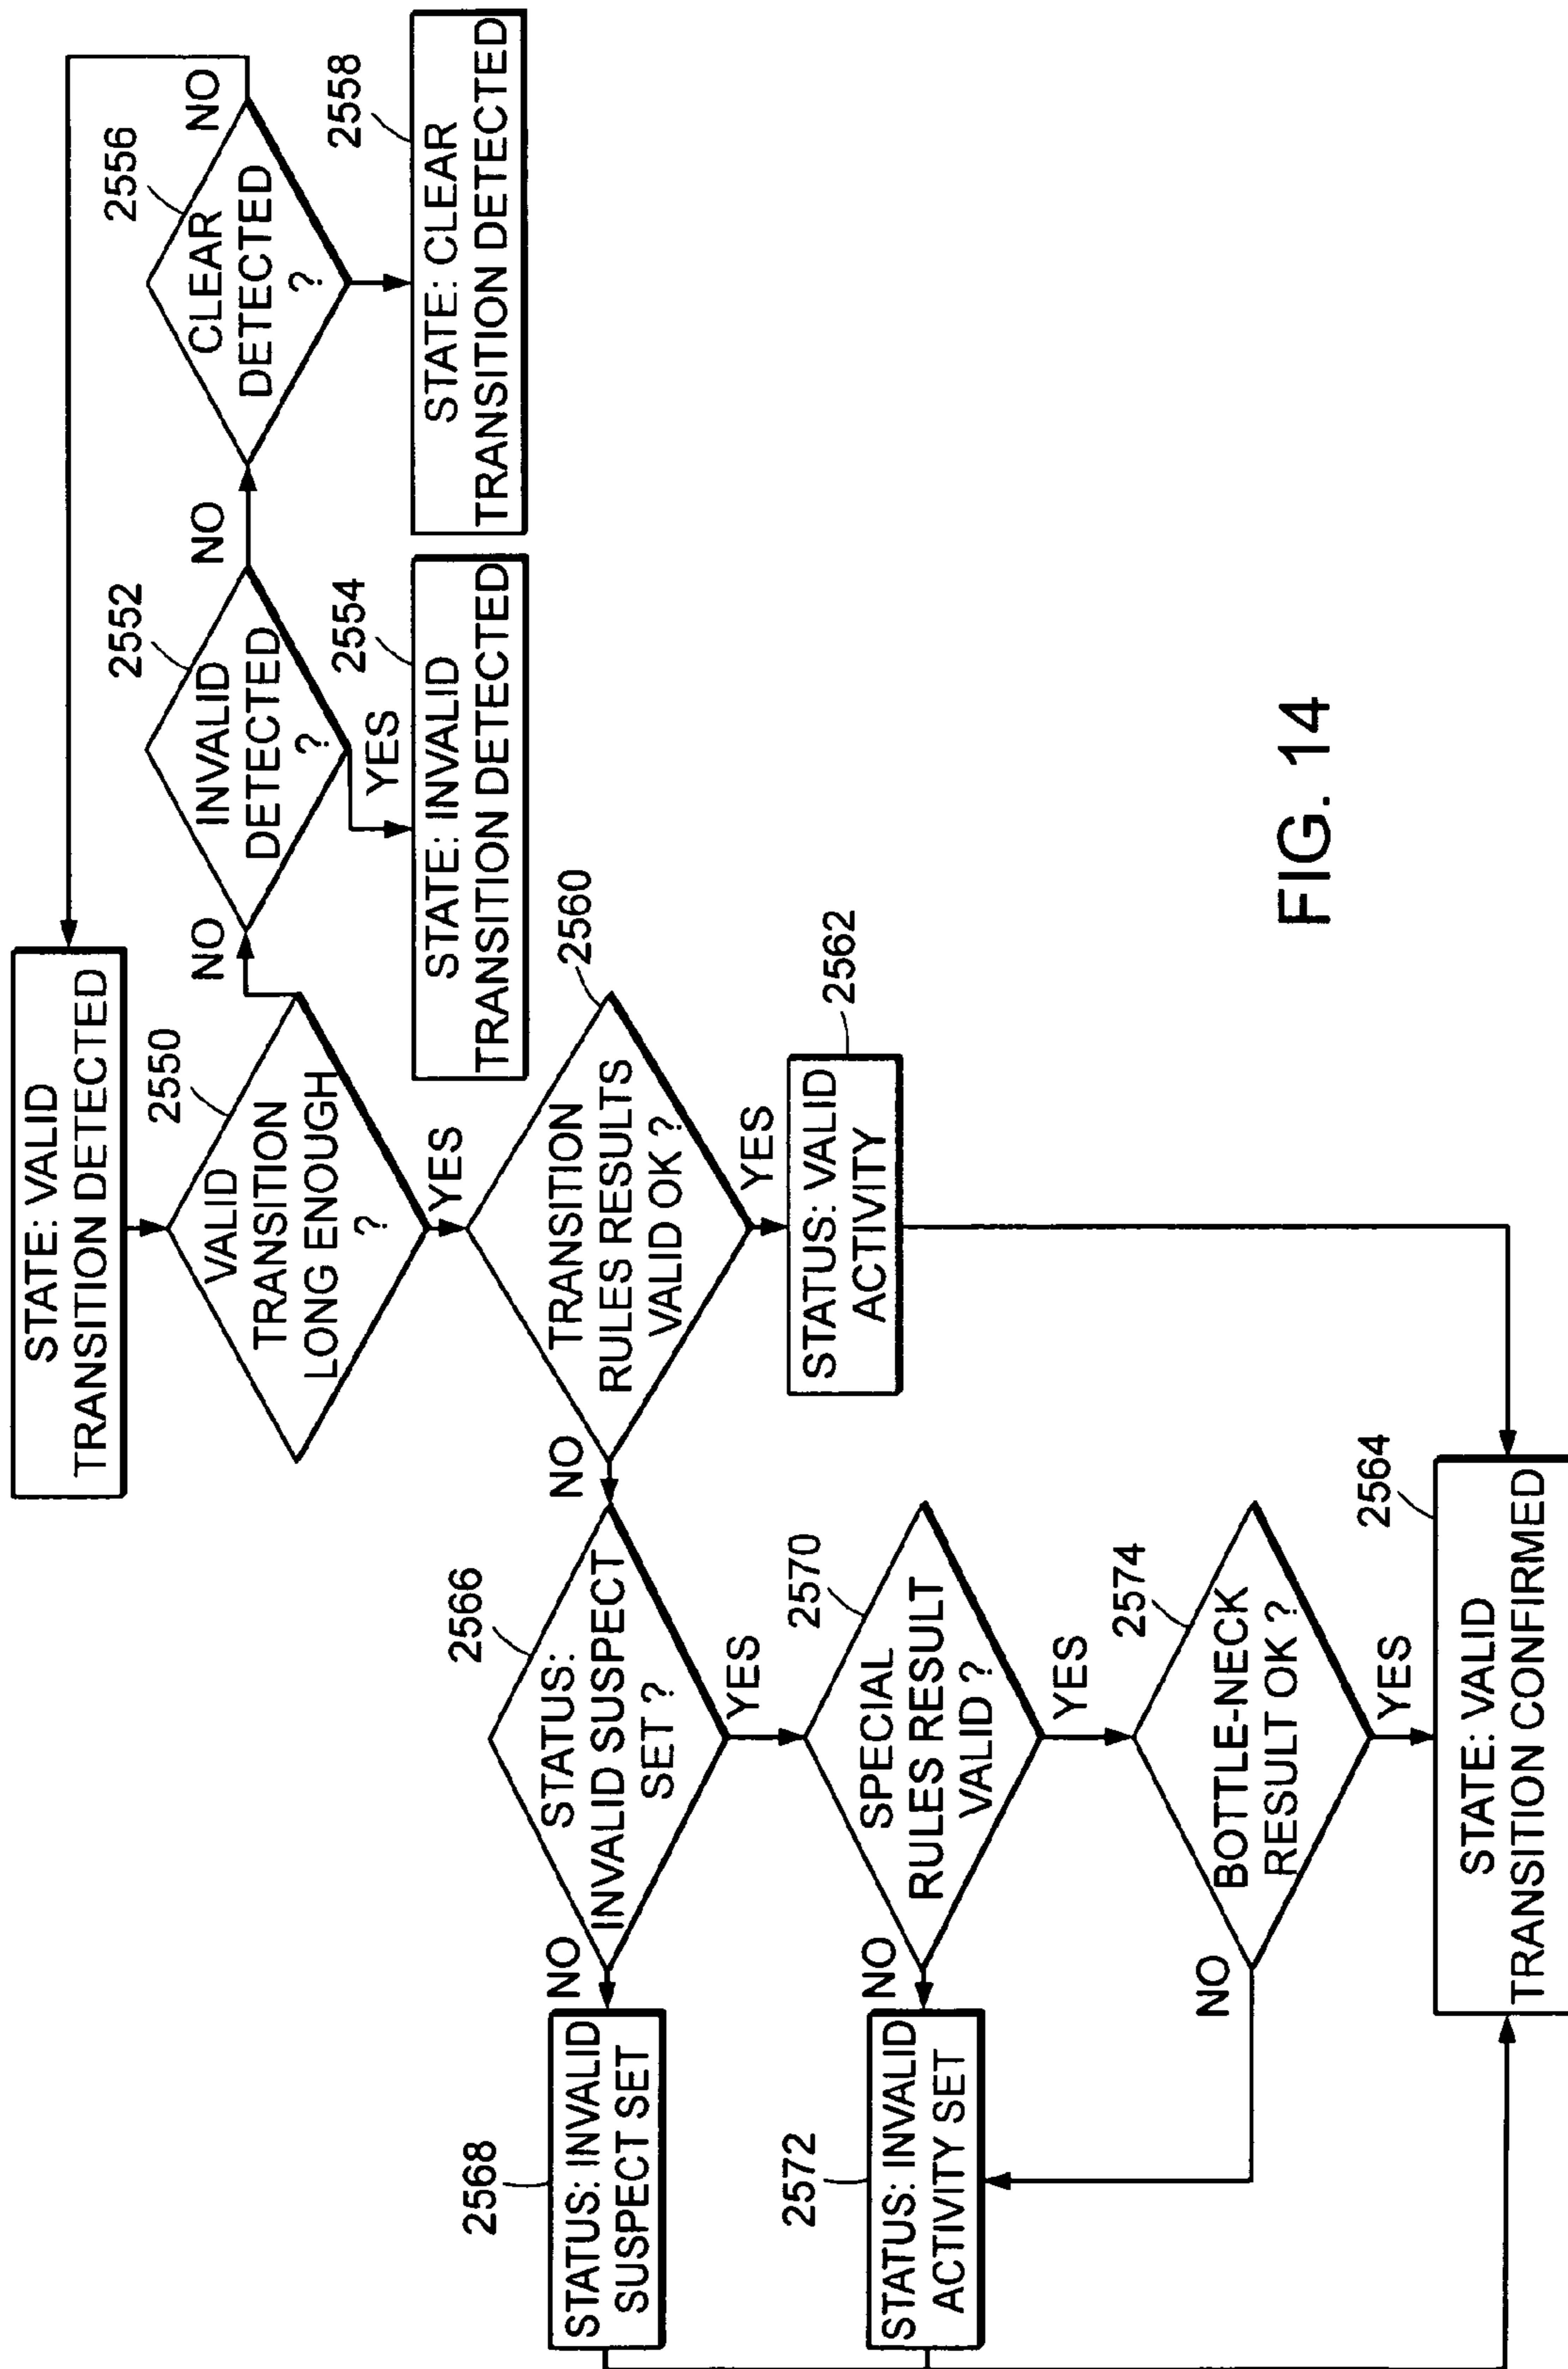 STATE: VALID
TRANSITION DETECTED
2550
VALID
TRANSITION
LONG ENOUGH
?
NO
YES
2552
INVALID
DETECTED
?
NO
YES
2554
STATE: INVALID
TRANSITION DETECTED
2556
CLEAR
DETECTED
?
NO
2558
STATE: CLEAR
TRANSITION DETECTED
2560
TRANSITION
RULES RESULTS
VALID OK ?
NO
YES
2562
STATUS: VALID
ACTIVITY
2566
STATUS:
INVALID SUSPECT
SET ?
NO
YES
2568
STATUS: INVALID
SUSPECT SET
2570
SPECIAL
RULES RESULT
VALID ?
NO
YES
2572
STATUS: INVALID
ACTIVITY SET
2574
BOTTLE-NECK
RESULT OK ?
NO
YES
2564
STATE: VALID
TRANSITION CONFIRMED
FIG. 14